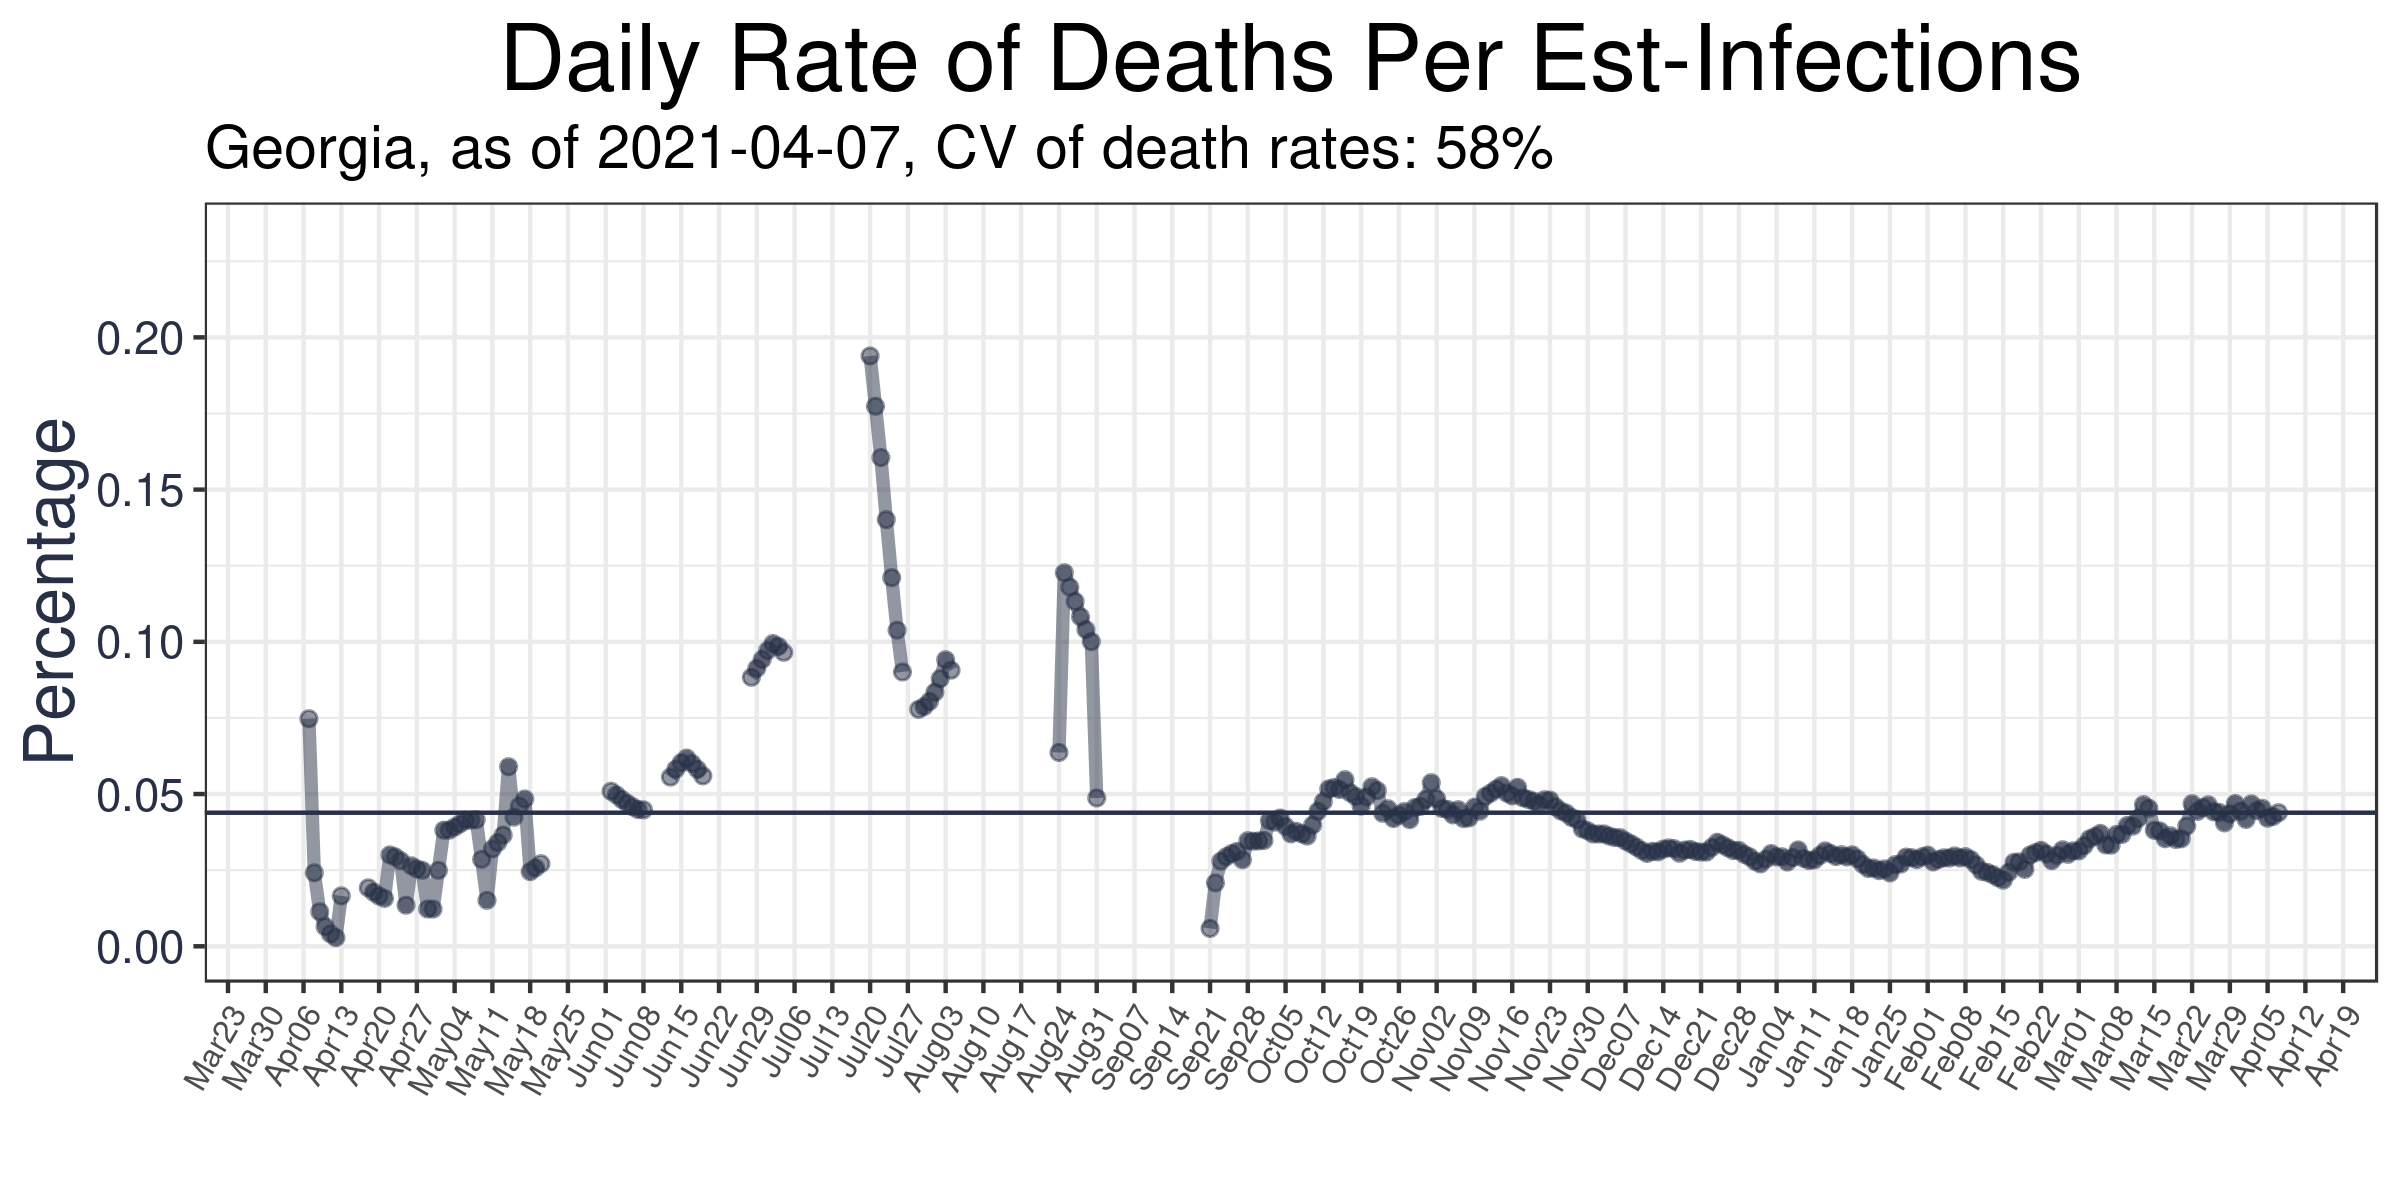 Daily Rate of Deaths Per Est-Infections
Georgia, as of 2021-04-07, CV of death rates: 58%
Percentage
0.20
0.15
0.10
0.05
0.00
Mar23 Mar30 Apr06 Apr13 Apr20 Apr27 May04 May11 May18 May25 Jun01 Jun08 Jun15 Jun22 Jun29 Jul06 Jul13 Jul20 Jul27 Aug03 Aug10 Aug17 Aug24 Aug31 Sep07 Sep14 Sep21 Sep28 Oct05 Oct12 Oct19 Oct26 Nov02 Nov09 Nov16 Nov23 Nov30 Dec07 Dec14 Dec21 Dec28 Jan04 Jan11 Jan18 Jan25 Feb01 Feb08 Feb15 Feb22 Mar01 Mar08 Mar15 Mar22 Mar29 Apr05 Apr12 Apr19